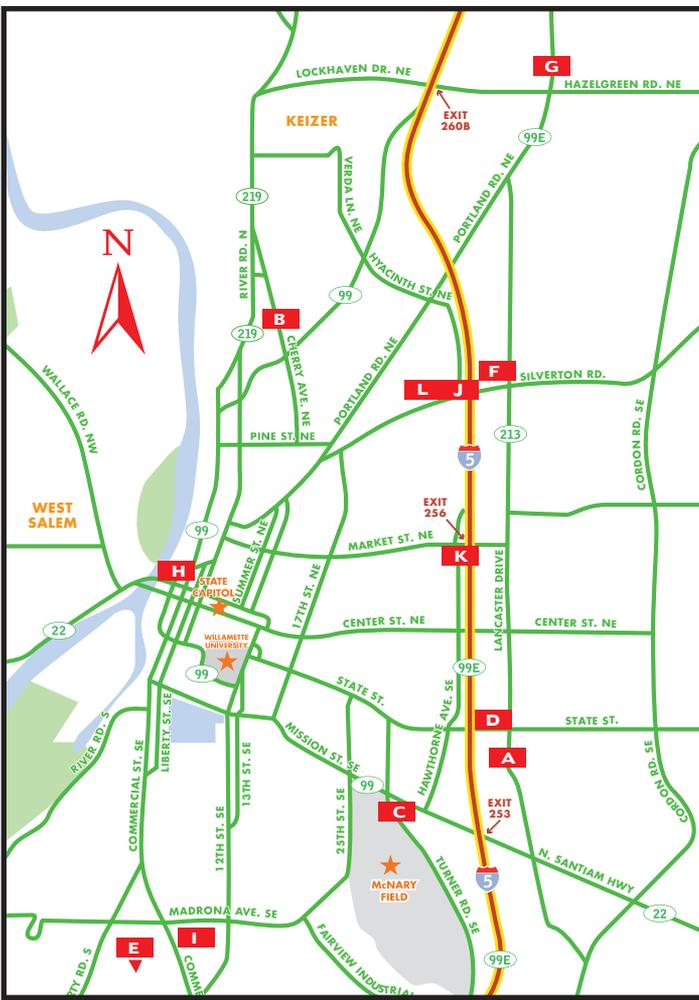 LOCKHAVEN DR. NE
G
HAZELGREEN RD. NE
KEIZER
EXIT
260B
99E
VERDA LN. NE
PORTLAND RD. NE
219
N
RIVER RD. N
HYACINTH ST. NE
99
B
219
CHERRY AVE. NE
PORTLAND RD. NE
WALLACE RD. NW
F
SILVERTON RD.
L
J
CORDON RD. SE
PINE ST. NE
213
5
WEST
SALEM
EXIT
256
99
SUMMER ST. NE
MARKET ST. NE
K
LANCASTER DRIVE
H
STATE
CAPITOL
17TH ST. NE
22
CENTER ST. NE
CENTER ST. NE
WILLAMETTE
UNIVERSITY
99
99E
STATE ST.
HAWTHORNE AVE. SE
D
STATE ST.
RIVER RD. S
LIBERTY ST. SE
COMMERCIAL ST. SE
13TH ST. SE
MISSION ST. SE
A
CORDON RD. SE
99
25TH ST. SE
12TH ST. SE
C
EXIT
253
N. SANTIAM HWY
22
McNARY
FIELD
TURNER RD. SE
5
MADRONA AVE. SE
E
I
FAIRVIEW INDUSTRIAL
99E
RTY RD. S
COMME